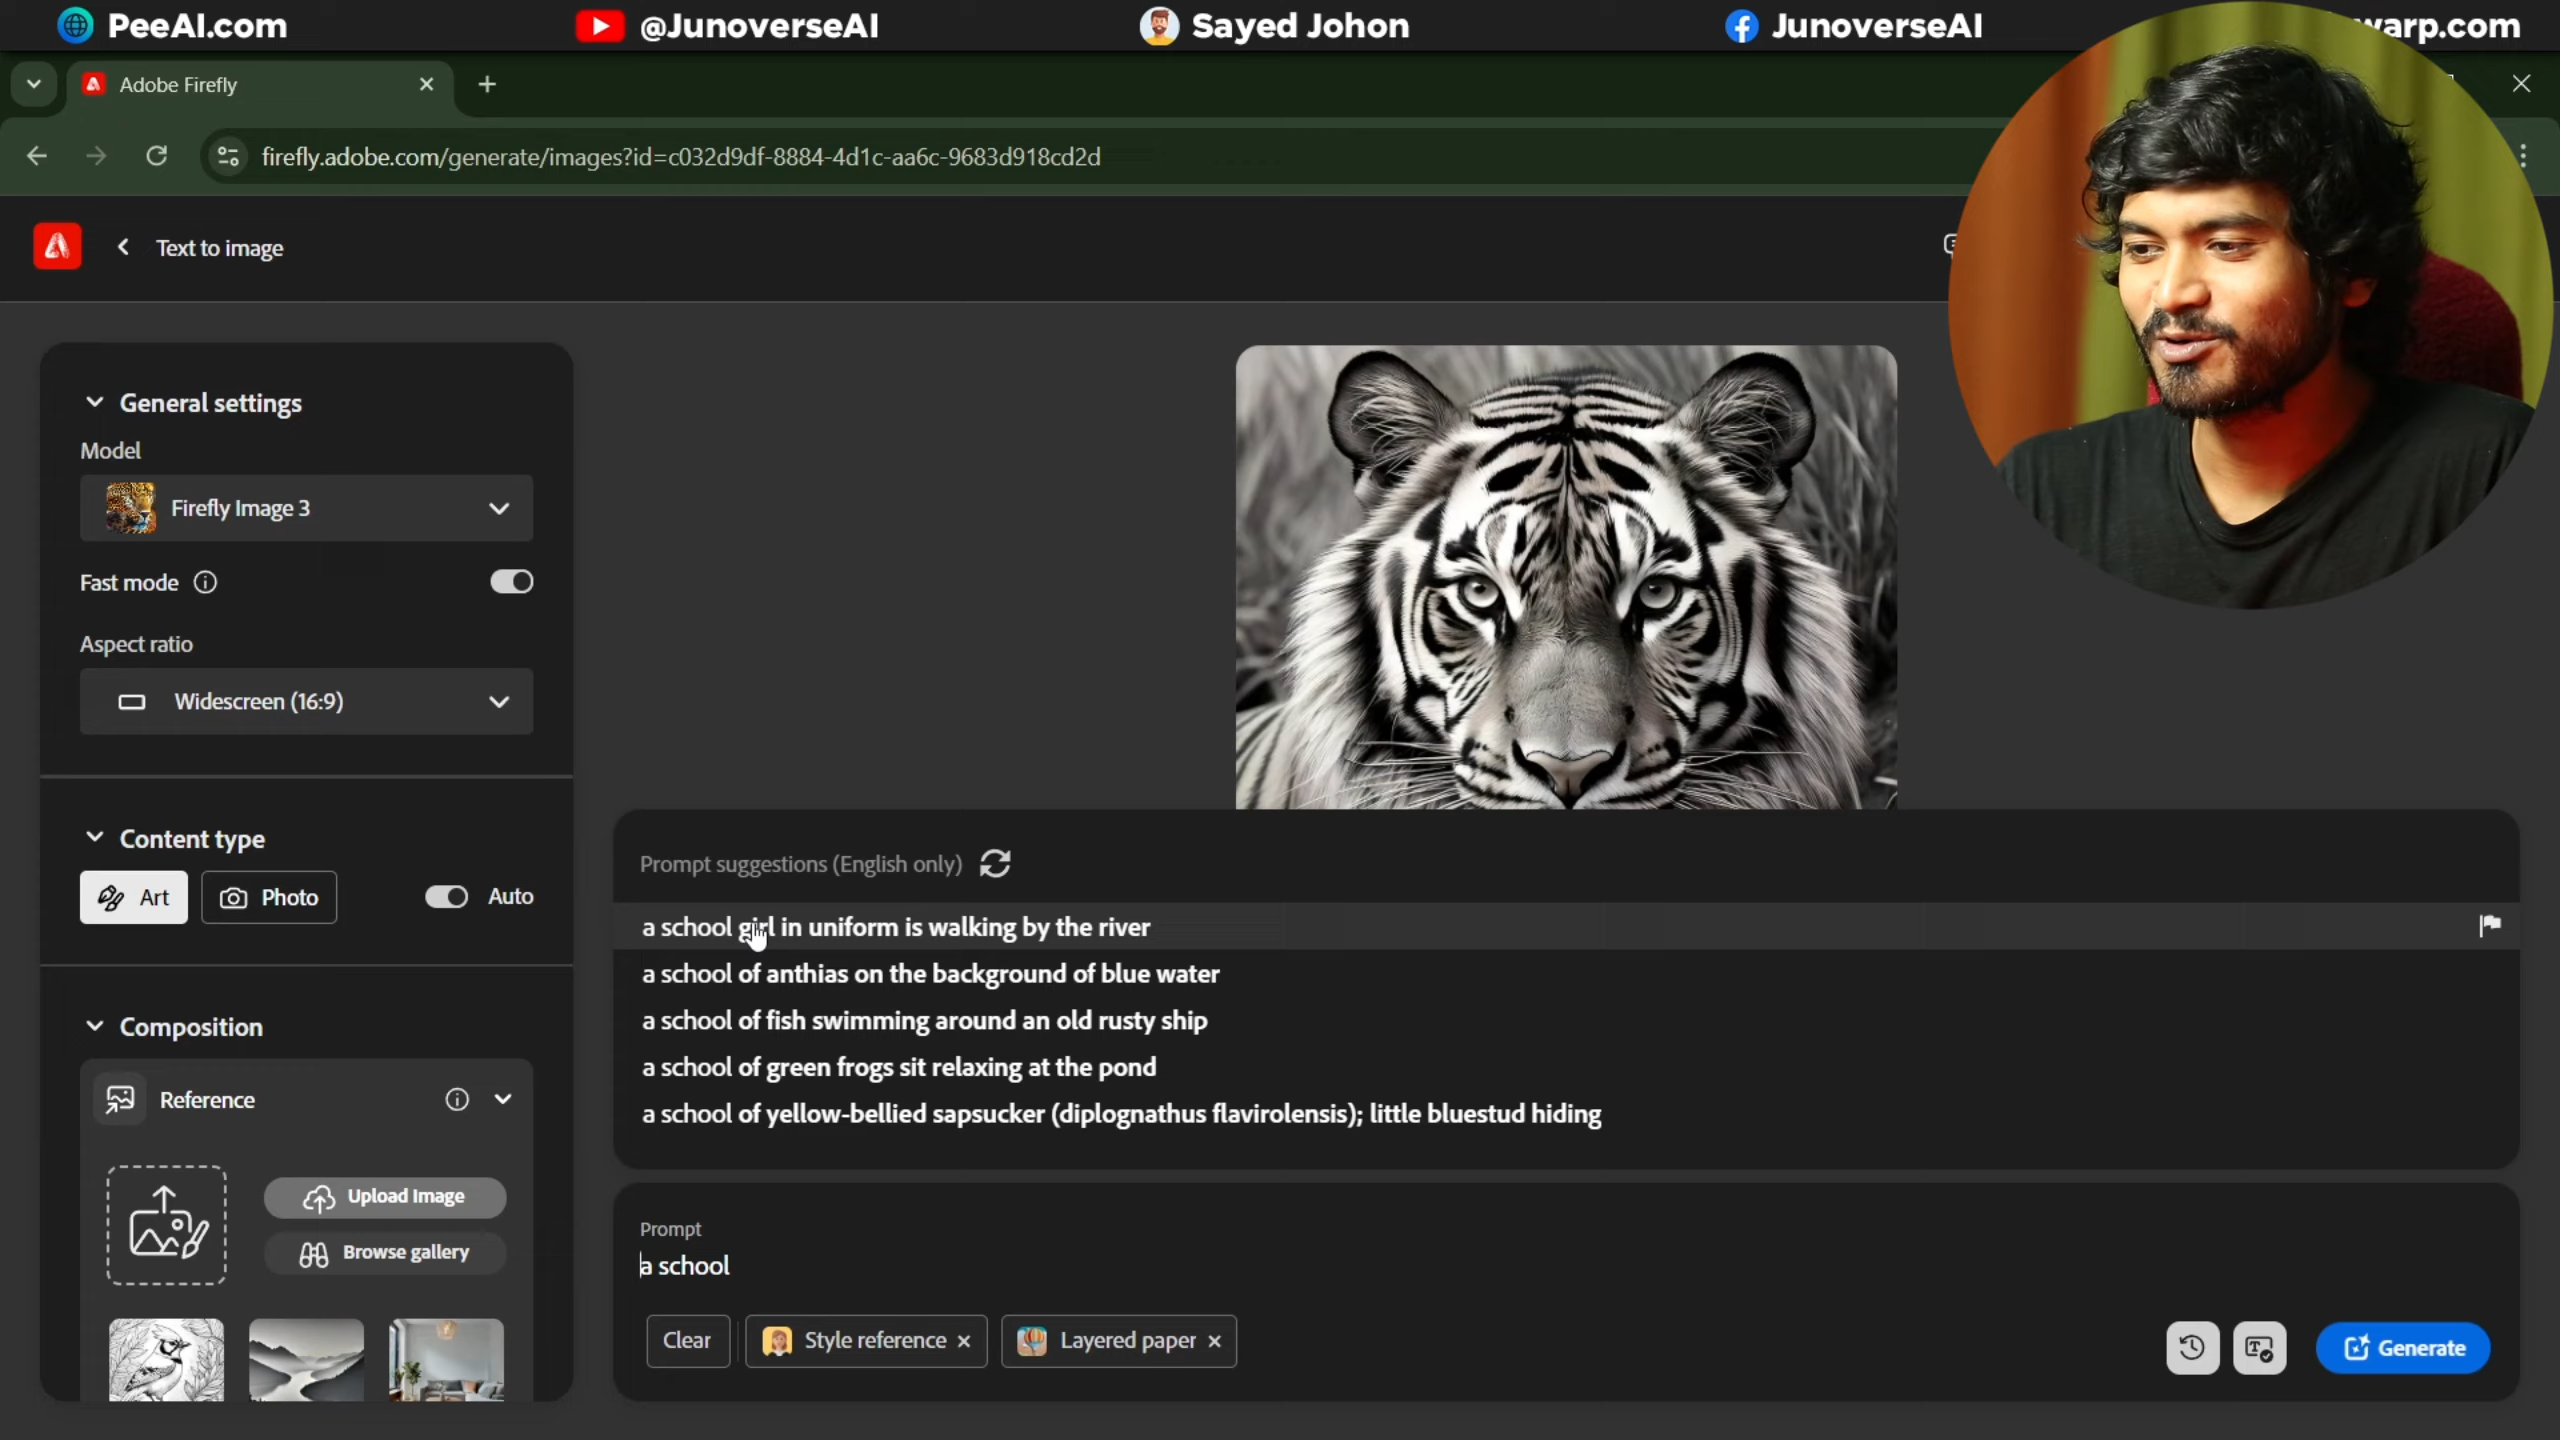 PeeAI.com
@JunoverseAI
Sayed Johon
JunoverseAI
warp.com
Adobe Firefly
firefly.adobe.com/generate/images?id=c032d9df-8884-4d1c-aa6c-9683d918cd2d
Text to image
General settings
Model
Firefly Image 3
Fast mode
Aspect ratio
Widescreen (16:9)
Content type
Art
Photo
Auto
Composition
Reference
Upload Image
Browse gallery
Prompt suggestions (English only)
a school girl in uniform is walking by the river
a school of anthias on the background of blue water
a school of fish swimming around an old rusty ship
a school of green frogs sit relaxing at the pond
a school of yellow-bellied sapsucker (diplognathus flavirolensis); little bluestud hiding
Prompt
a school
Clear
Style reference
Layered paper
Generate